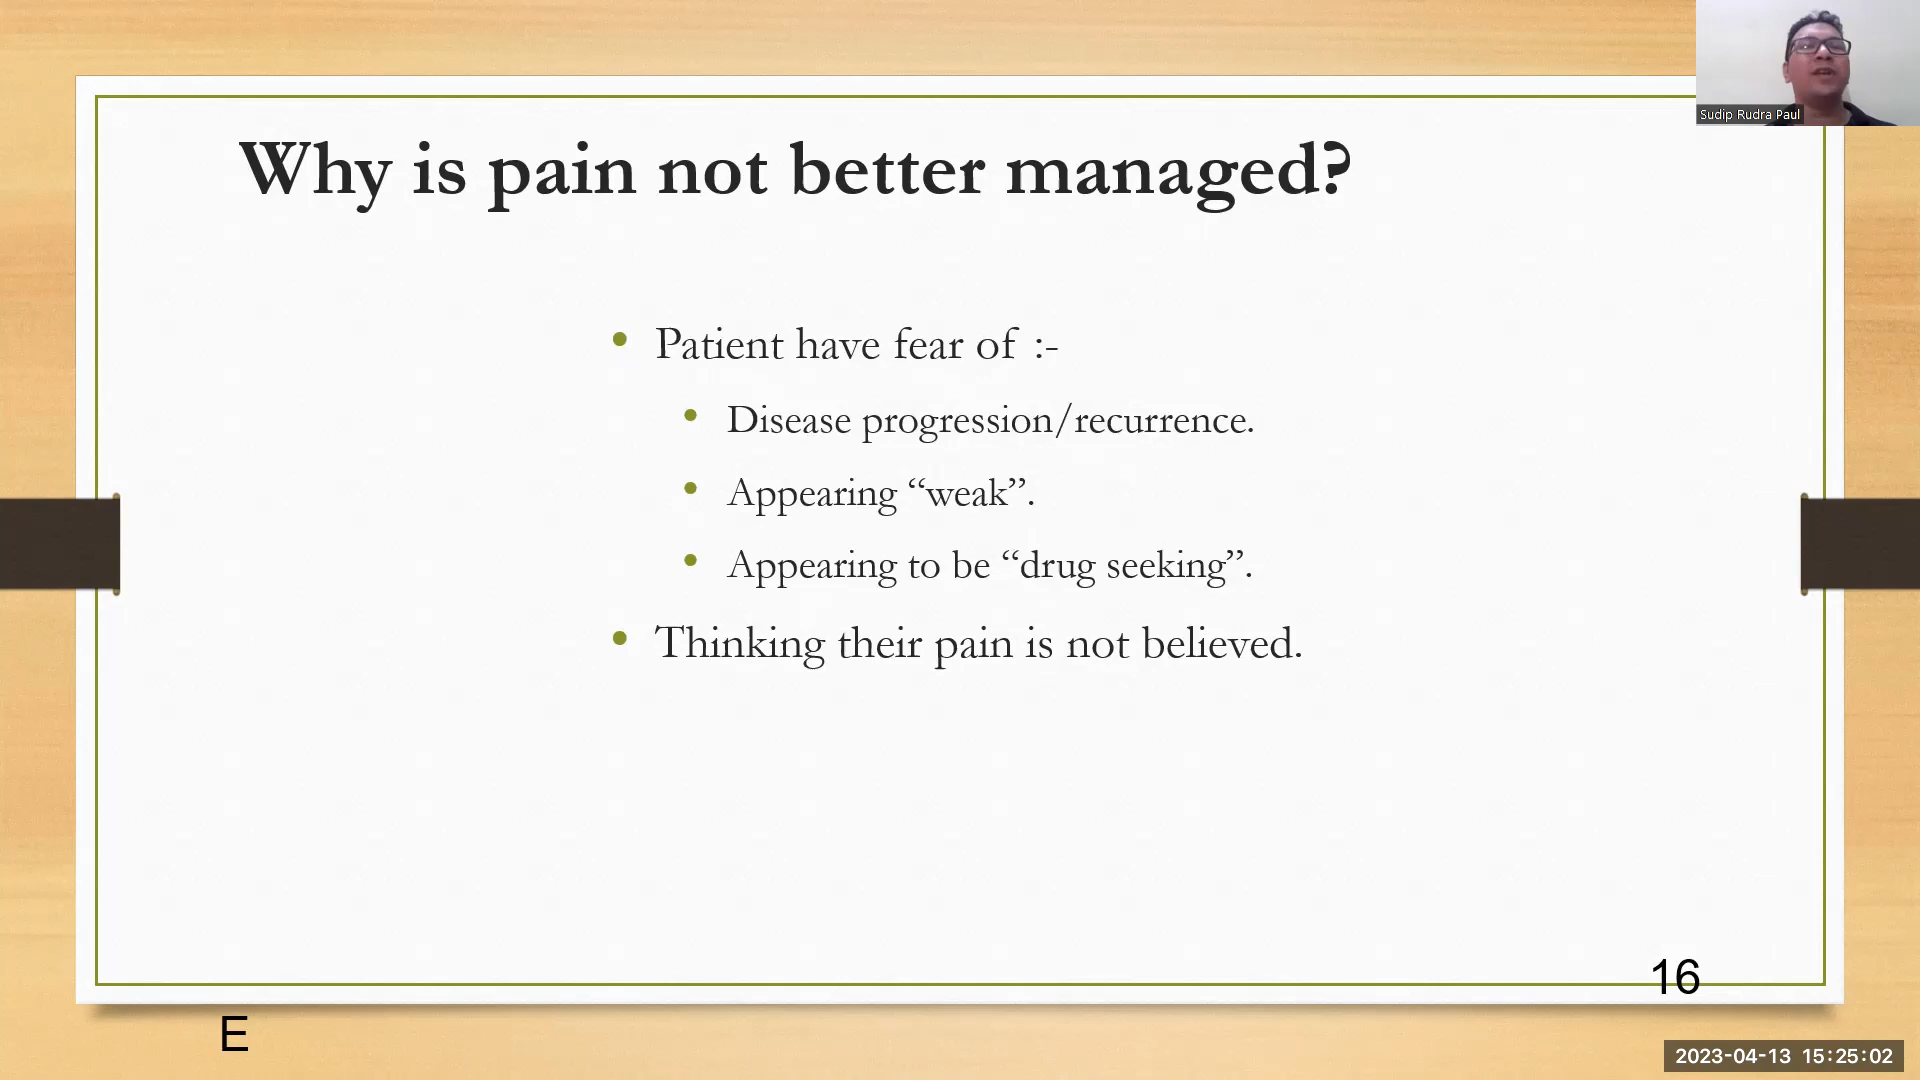 Sudip Rudra Paul
Why is pain not better managed?
• Patient have fear of :-
• Disease progression/recurrence.
• Appearing “weak”.
• Appearing to be “drug seeking”.
• Thinking their pain is not believed.
16
E
2023-04-13 15:25:02